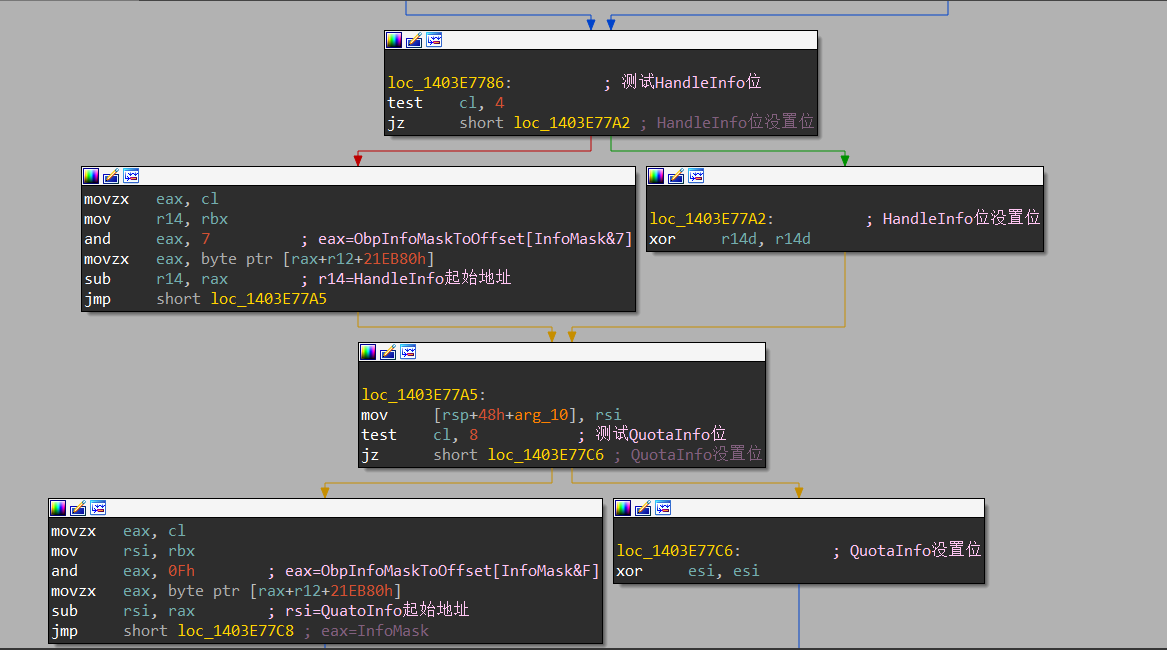 loc_1403E7786: ; 测试HandleInfo位
test cl, 4
jz short loc_1403E77A2 ; HandleInfo位没置位
movzx eax, cl
mov r14, rbx
and eax, 7 ; eax=ObpInfoMaskToOffset[InfoMask&7]
movzx eax, byte ptr [rax+r12+21EB80h]
sub r14, rax ; r14=HandleInfo起始地址
jmp short loc_1403E77A5
loc_1403E77A2: ; HandleInfo位没置位
xor r14d, r14d
loc_1403E77A5:
mov [rsp+48h+arg_10], rsi
test cl, 8 ; 测试QuotaInfo位
jz short loc_1403E77C6 ; QuotaInfo没置位
movzx eax, cl
mov rsi, rbx
and eax, 0Fh ; eax=ObpInfoMaskToOffset[InfoMask&F]
movzx eax, byte ptr [rax+r12+21EB80h]
sub rsi, rax ; rsi=QuatoInfo起始地址
jmp short loc_1403E77C8 ; eax=InfoMask
loc_1403E77C6: ; QuotaInfo没置位
xor esi, esi